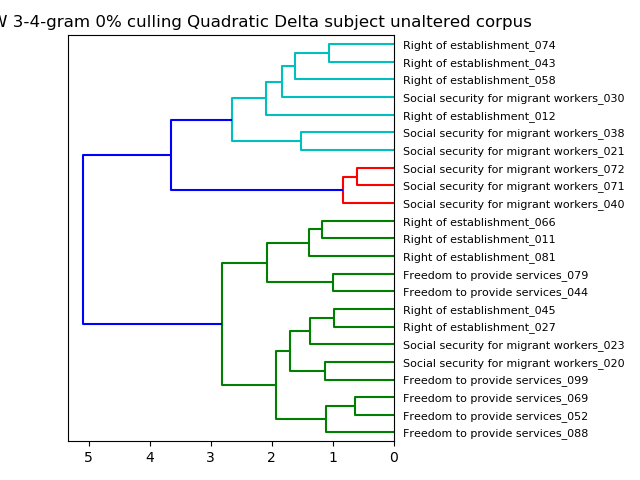 3-4-gram 0% culling Quadratic Delta subject unaltered corpus
Right of establishment_074
Right of establishment_043
Right of establishment_058
Social security for migrant workers_030
Right of establishment_012
Social security for migrant workers_038
Social security for migrant workers_021
Social security for migrant workers_072
Social security for migrant workers_071
Social security for migrant workers_040
Right of establishment_066
Right of establishment_011
Right of establishment_081
Freedom to provide services_079
Freedom to provide services_044
Right of establishment_045
Right of establishment_027
Social security for migrant workers_023
Social security for migrant workers_020
Freedom to provide services_099
Freedom to provide services_069
Freedom to provide services_052
Freedom to provide services_088
5 4 3 2 1 0